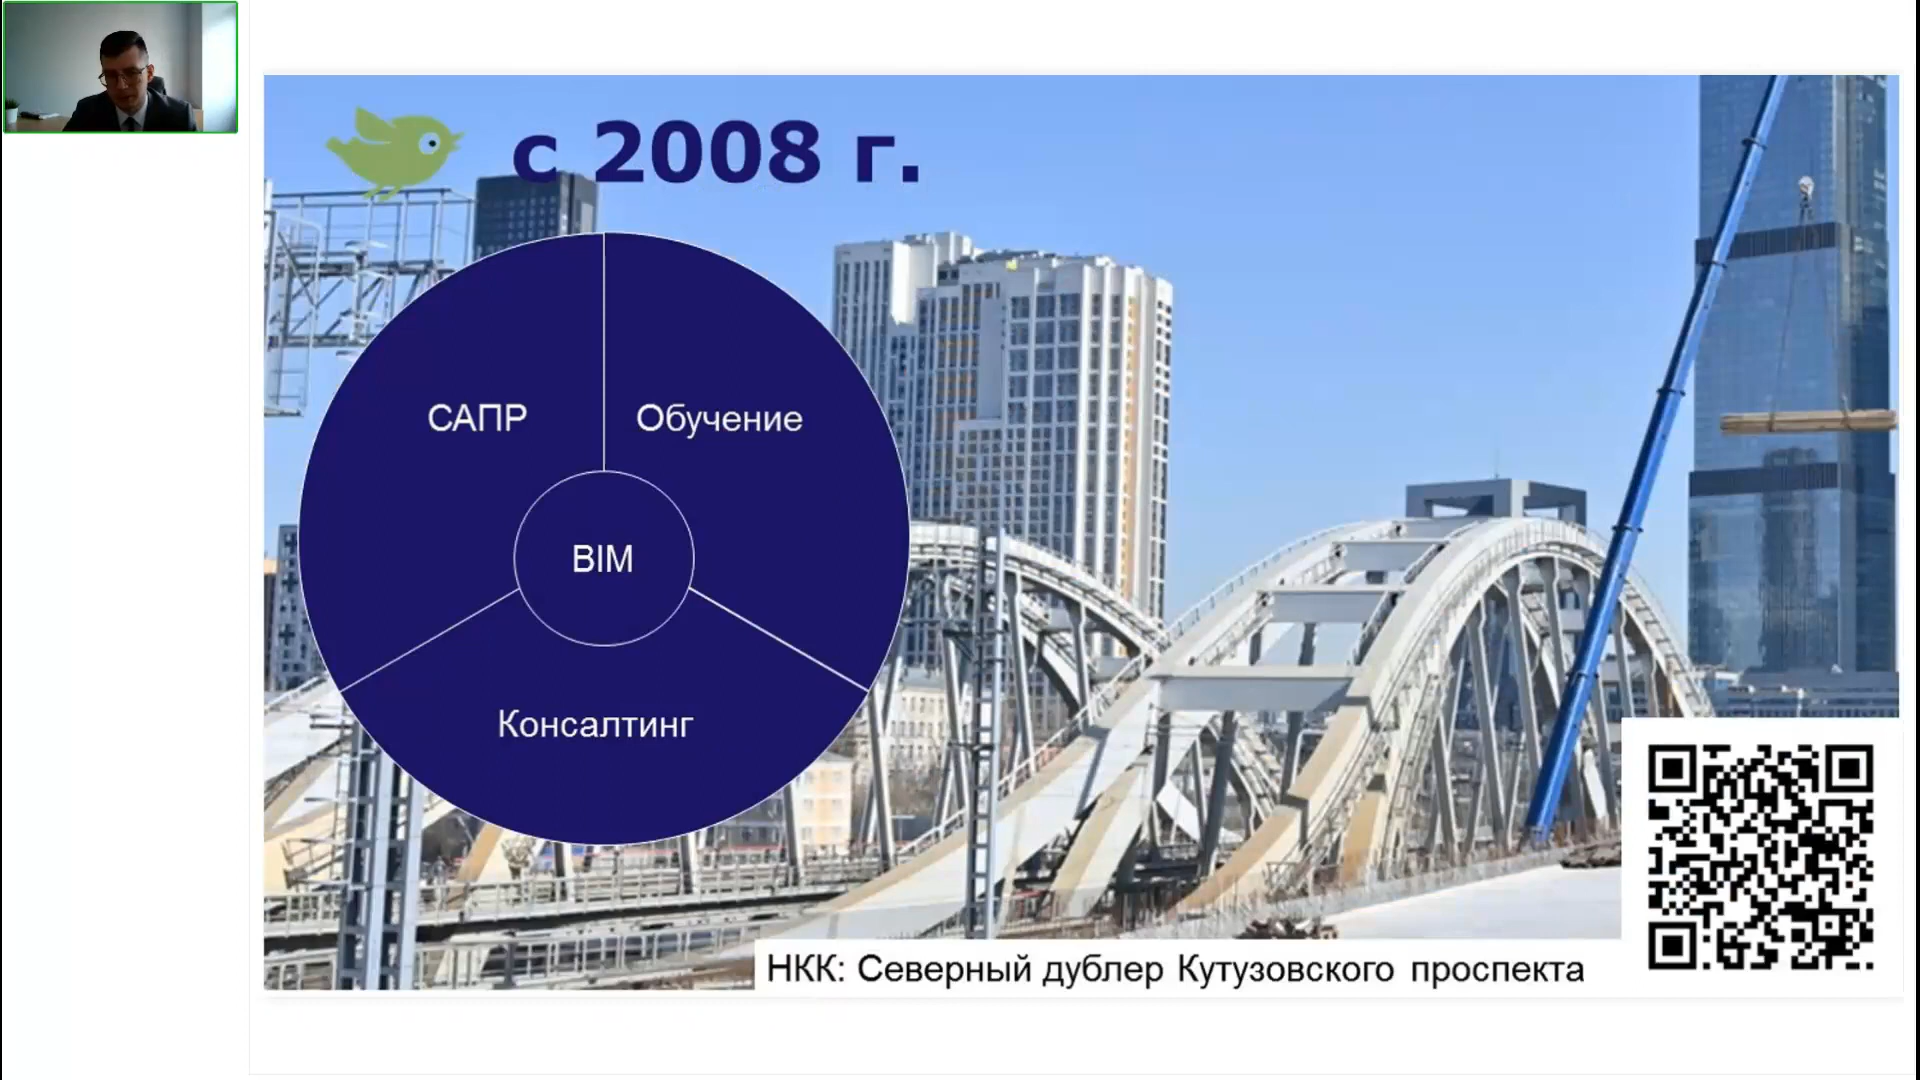 с 2008 г.
САПР
Обучение
BIM
Консалтинг
НКК: Северный дублер Кутузовского проспекта